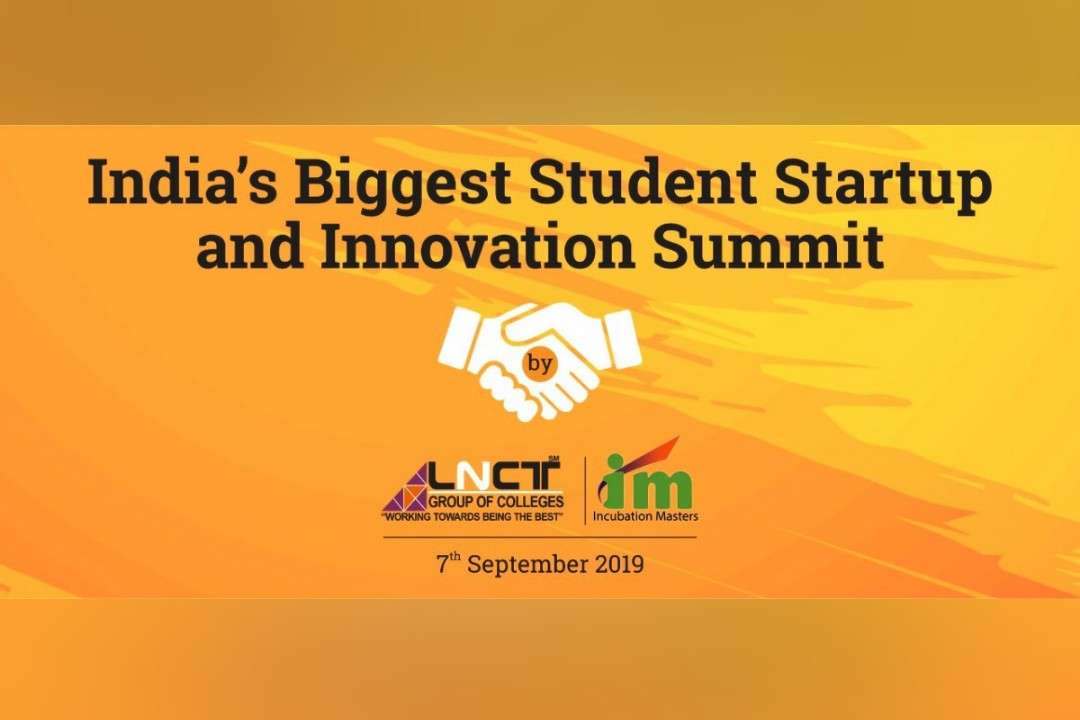 India's Biggest Student Startup
and Innovation Summit
by
LNCT SM
GROUP OF COLLEGES
"WORKING TOWARDS BEING THE BEST"
im
Incubation Masters
7th September 2019